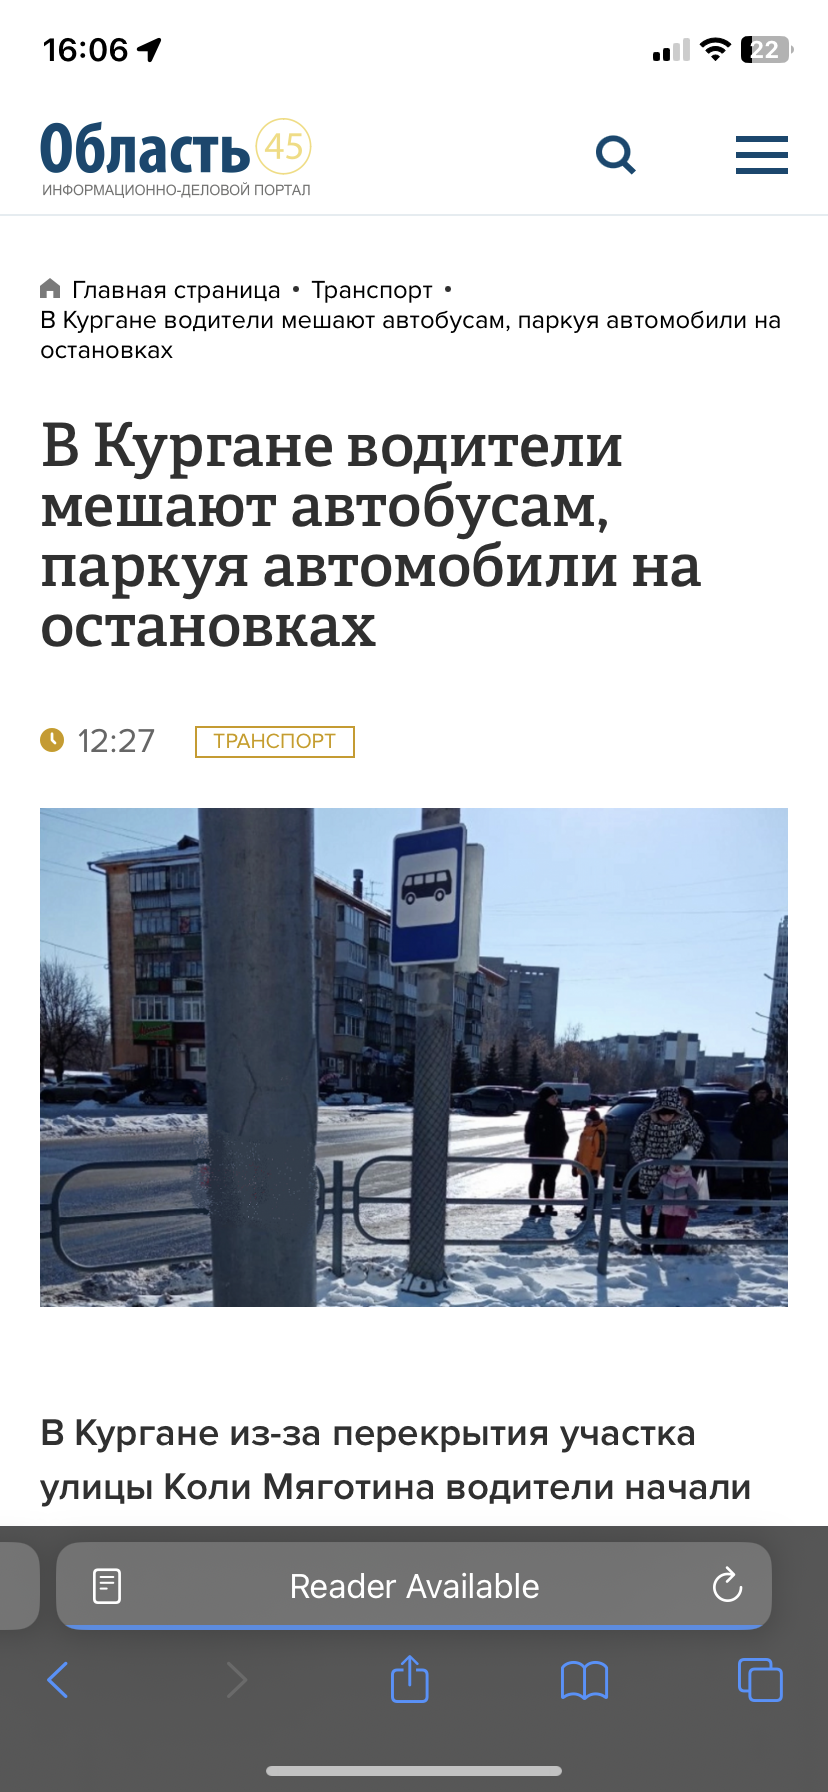 16:06
22
Область 45
ИНФОРМАЦИОННО-ДЕЛОВОЙ ПОРТАЛ
Главная страница • Транспорт •
В Кургане водители мешают автобусам, паркуя автомобили на
остановках
В Кургане водители
мешают автобусам,
паркуя автомобили на
остановках
12:27
ТРАНСПОРТ
В Кургане из-за перекрытия участка
улицы Коли Мяготина водители начали
Reader Available